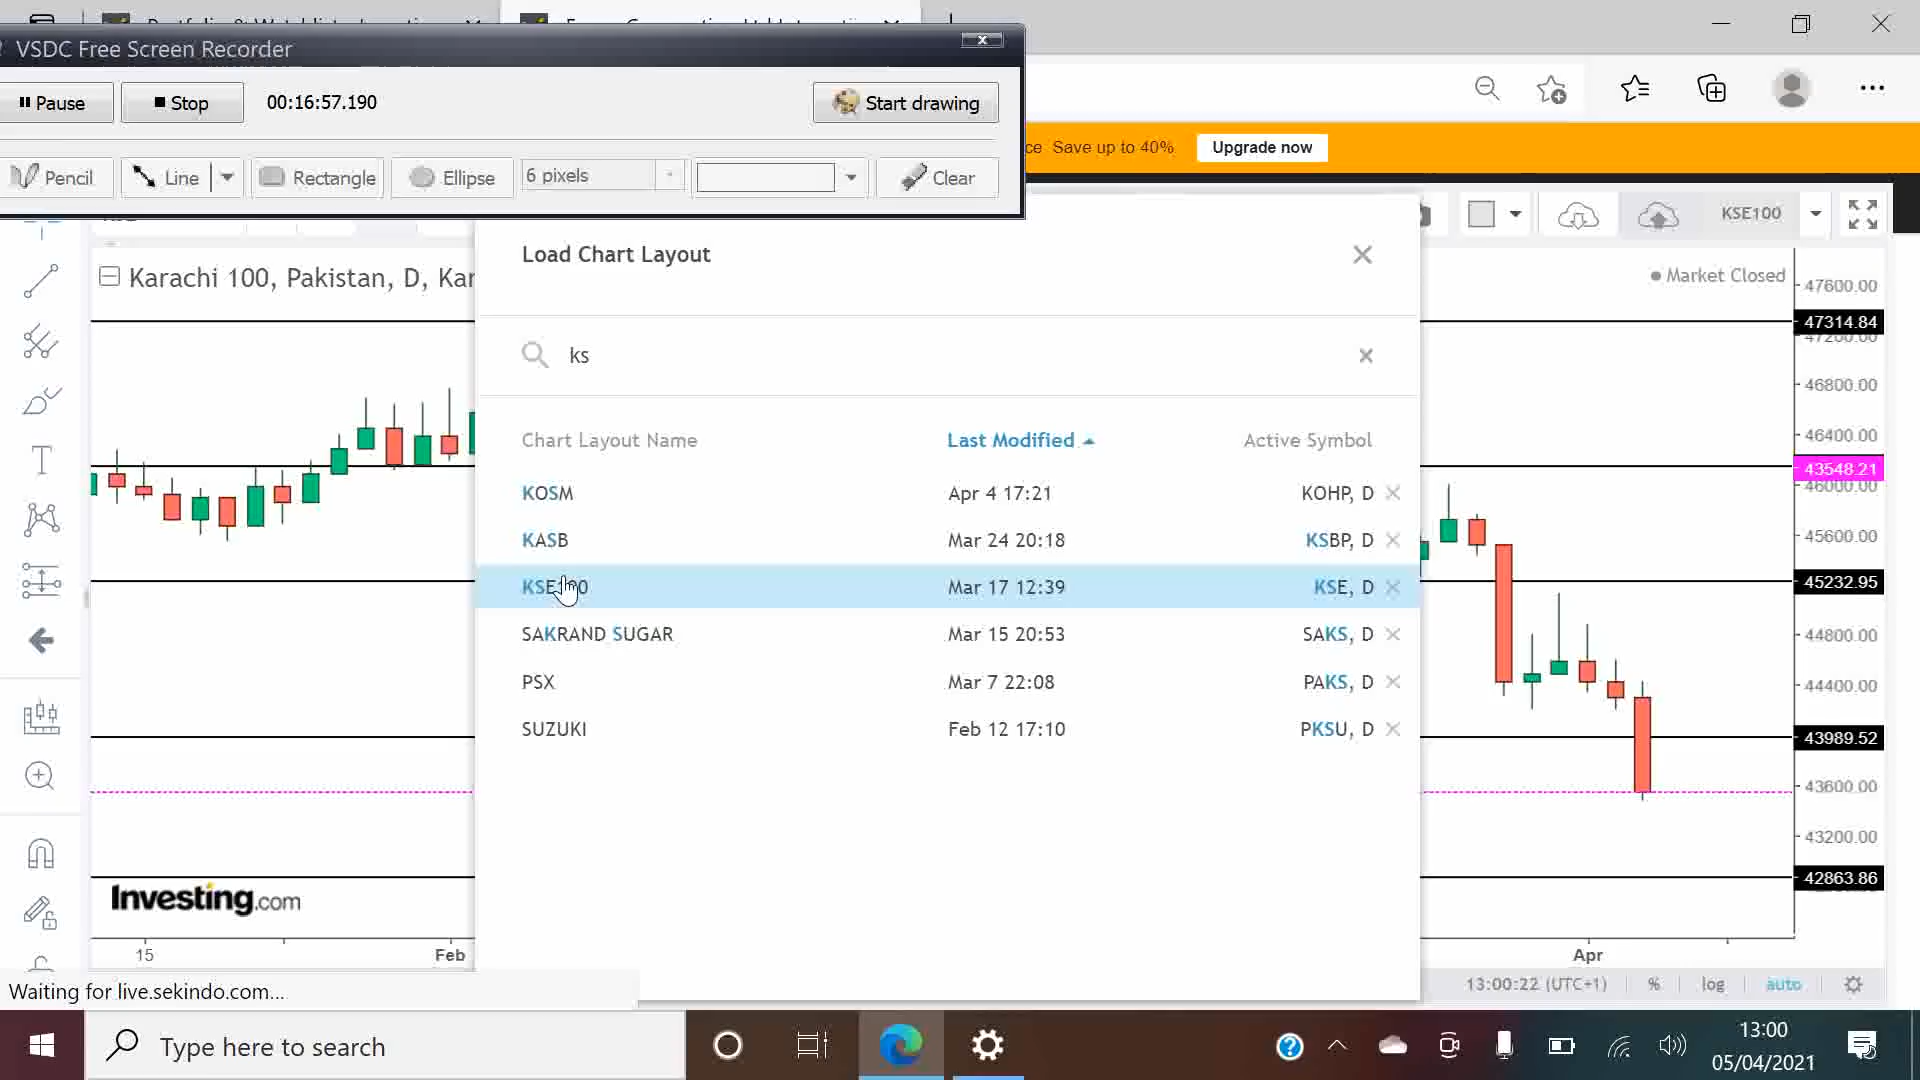 VSDC Free Screen Recorder
Pause
Stop
00:16:57.190
Start drawing
Pencil
Line
Rectangle
Ellipse
6 pixels
Clear
ce Save up to 40%
Upgrade now
KSE100
Karachi 100, Pakistan, D, Kar
Market Closed
Load Chart Layout
ks
Chart Layout Name
Last Modified
Active Symbol
KOSM
Apr 4 17:21
KOHP, D
KASB
Mar 24 20:18
KSBP, D
KSE100
Mar 17 12:39
KSE, D
SAKRAND SUGAR
Mar 15 20:53
SAKS, D
PSX
Mar 7 22:08
PAKS, D
SUZUKI
Feb 12 17:10
PKSU, D
47600.00
47314.84
47200.00
46800.00
46400.00
43548.21
46000.00
45600.00
45232.95
44800.00
44400.00
43989.52
43600.00
43200.00
42863.86
Investing.com
15
Feb
Apr
Waiting for live.sekindo.com...
13:00:22 (UTC+1)
%
log
auto
Type here to search
13:00
05/04/2021